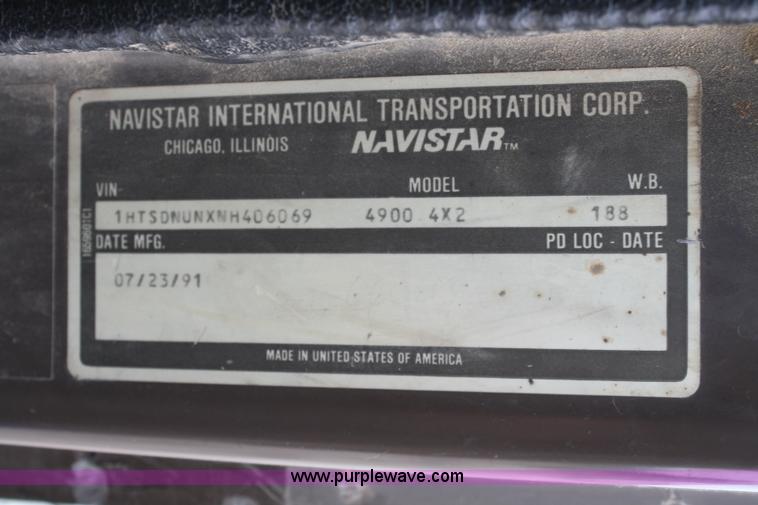 NAVISTAR INTERNATIONAL TRANSPORTATION CORP.
CHICAGO, ILLINOIS NAVISTAR™
VIN MODEL W.B.
1HTSDNUNXNH406069 4900 4X2 188
DATE MFG. PD LOC - DATE
07/23/91
MADE IN UNITED STATES OF AMERICA
www.purplewave.com